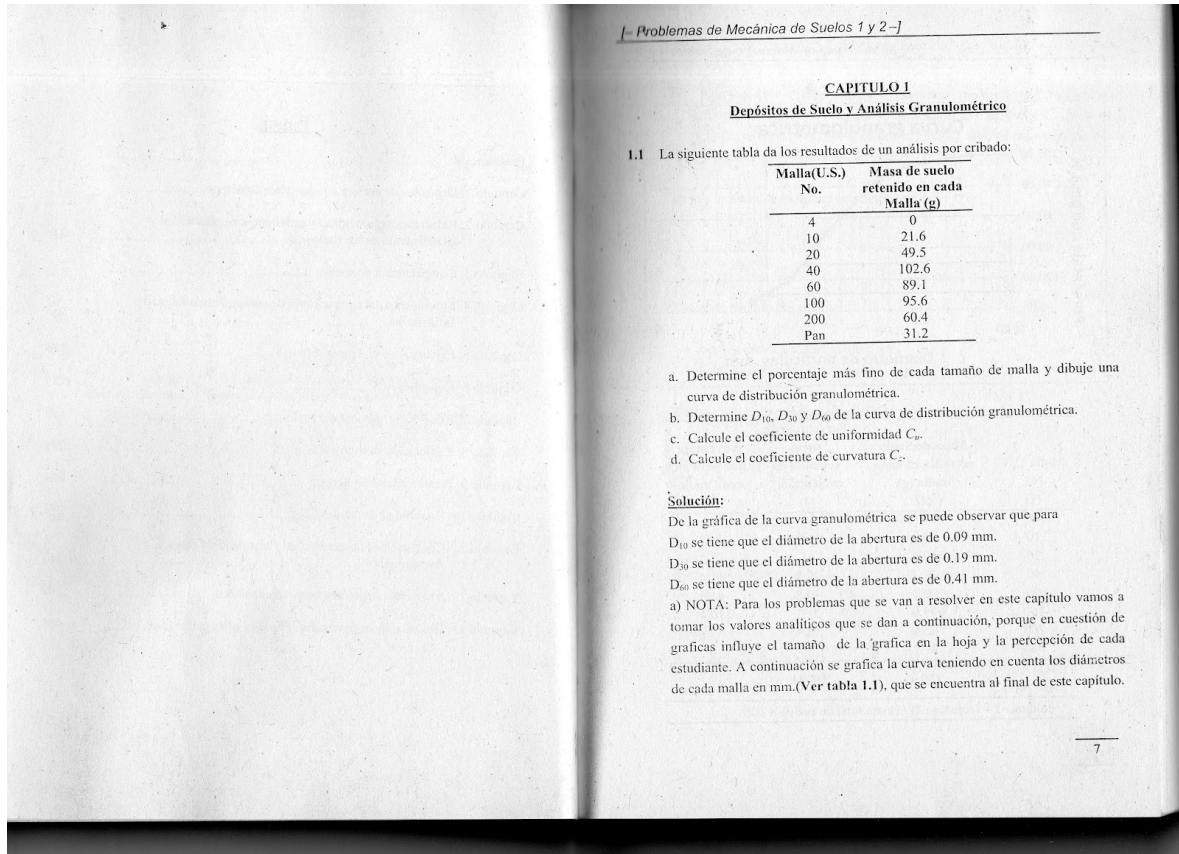 [– Problemas de Mecánica de Suelos 1 y 2–]
CAPITULO 1
Depósitos de Suelo y Análisis Granulométrico
1.1 La siguiente tabla da los resultados de un análisis por cribado:
Malla(U.S.) Masa de suelo
No. retenido en cada
Malla (g)
4 0
10 21.6
20 49.5
40 102.6
60 89.1
100 95.6
200 60.4
Pan 31.2
a. Determine el porcentaje más fino de cada tamaño de malla y dibuje una
curva de distribución granulométrica.
b. Determine D10, D30 y D60 de la curva de distribución granulométrica.
c. Calcule el coeficiente de uniformidad Cu.
d. Calcule el coeficiente de curvatura Cz.
Solución:
De la gráfica de la curva granulométrica se puede observar que para
D10 se tiene que el diámetro de la abertura es de 0.09 mm.
D30 se tiene que el diámetro de la abertura es de 0.19 mm.
D60 se tiene que el diámetro de la abertura es de 0.41 mm.
a) NOTA: Para los problemas que se van a resolver en este capítulo vamos a
tomar los valores analíticos que se dan a continuación, porque en cuestión de
graficas influye el tamaño de la grafica en la hoja y la percepción de cada
estudiante. A continuación se grafica la curva teniendo en cuenta los diámetros
de cada malla en mm.(Ver tabla 1.1), que se encuentra al final de este capítulo.
7